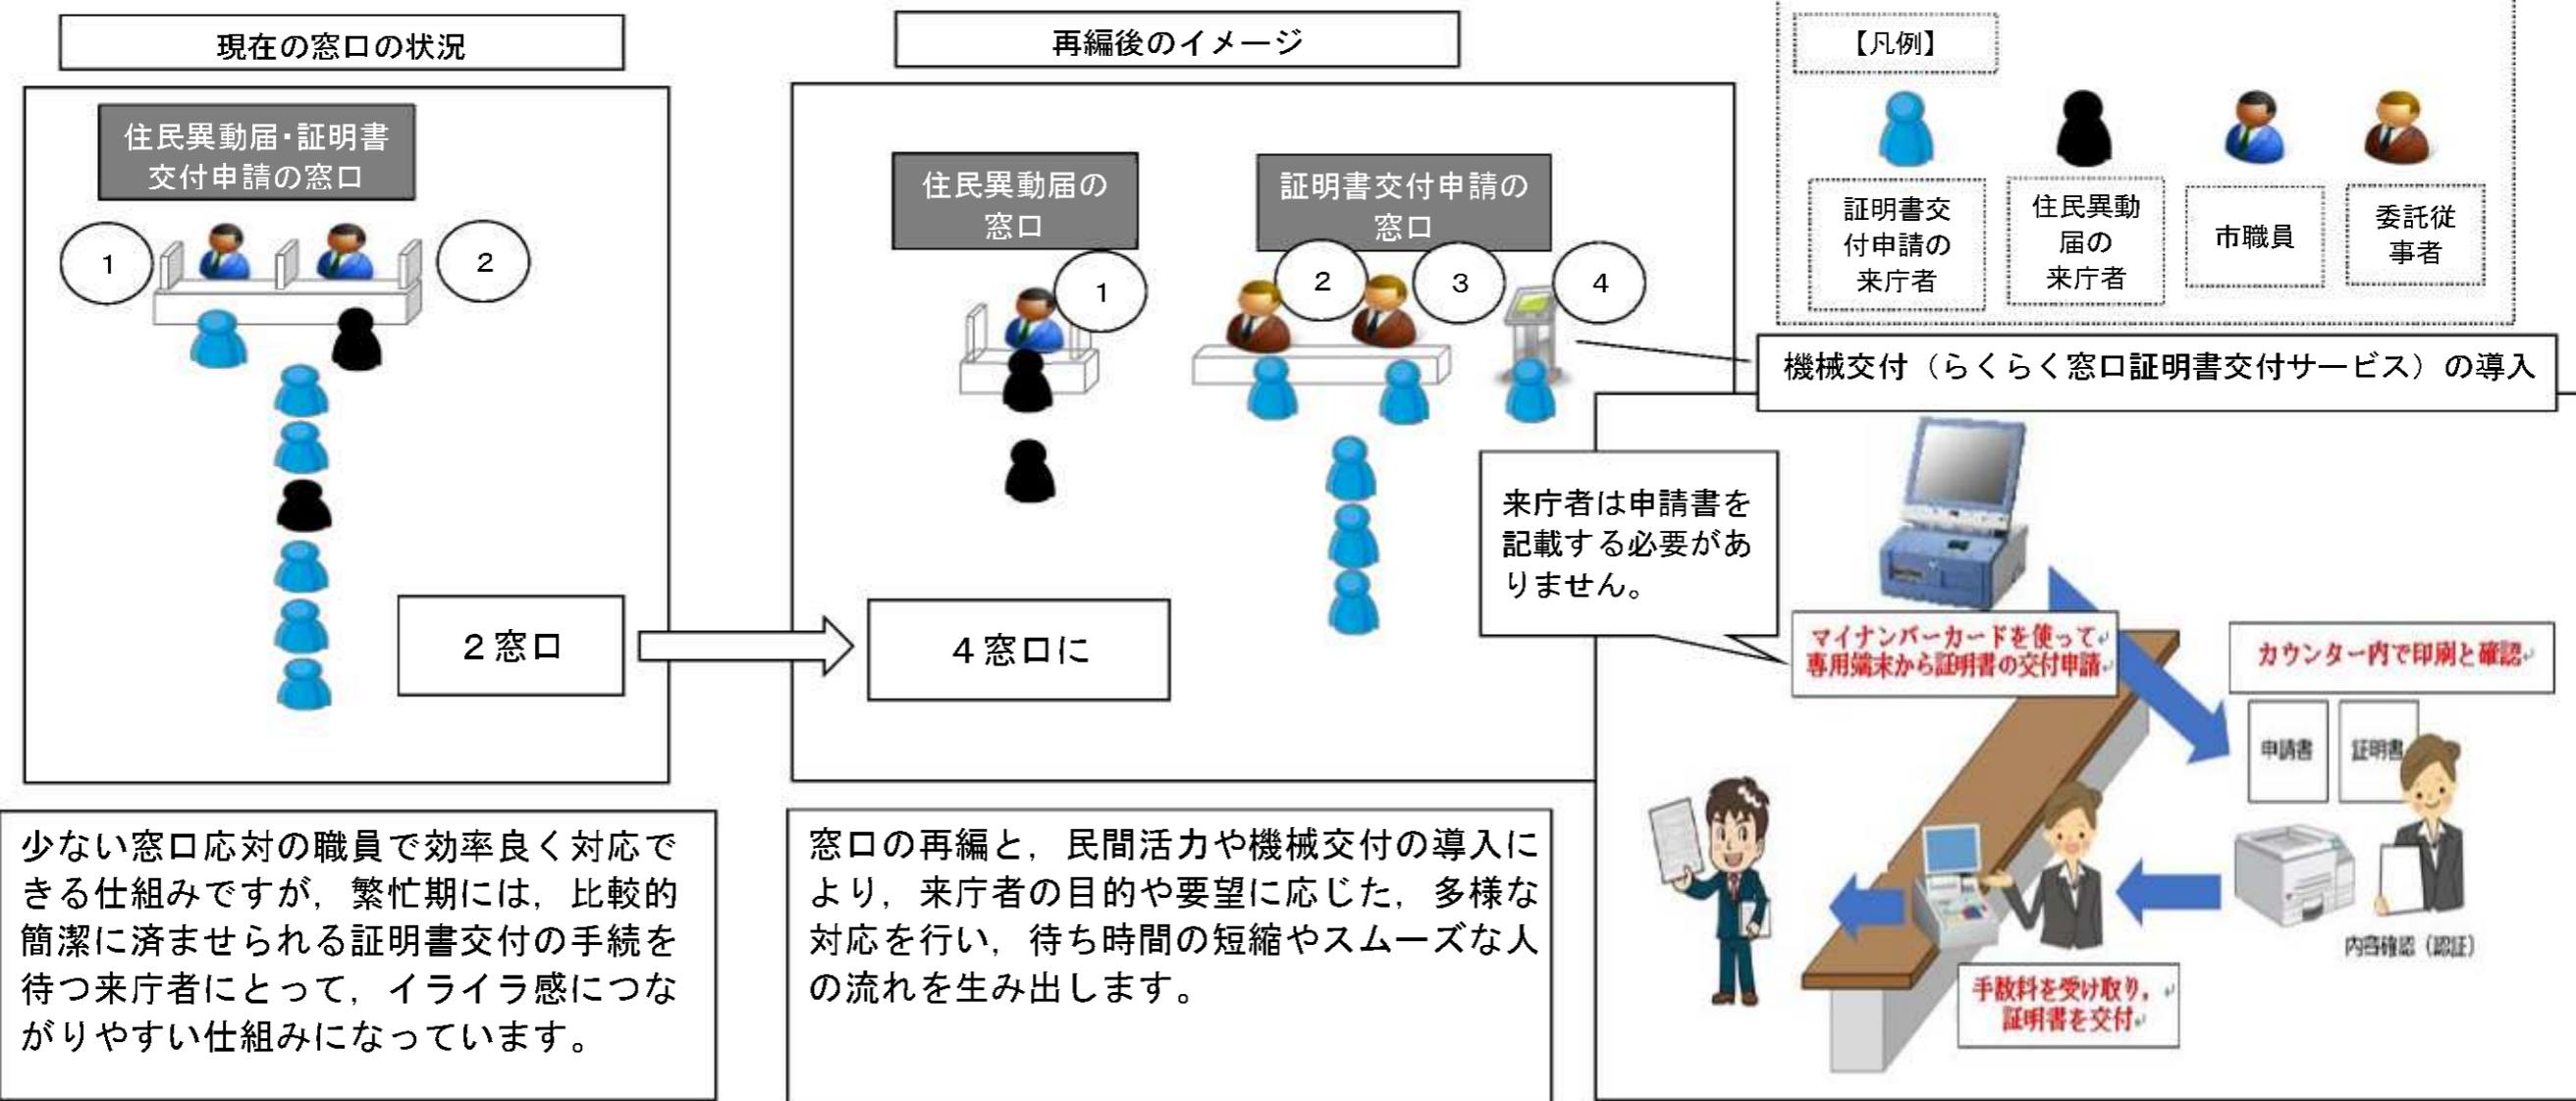 現在の窓口の状況
住民異動届・証明書
交付申請の窓口
1
2
2窓口
少ない窓口応対の職員で効率良く対応で
きる仕組みですが，繁忙期には，比較的
簡潔に済ませられる証明書交付の手続を
待つ来庁者にとって，イライラ感につな
がりやすい仕組みになっています。
再編後のイメージ
住民異動届の
窓口
証明書交付申請の
窓口
1
2
3
4
4窓口に
窓口の再編と，民間活力や機械交付の導入に
より，来庁者の目的や要望に応じた，多様な
対応を行い，待ち時間の短縮やスムーズな人
の流れを生み出します。
【凡例】
証明書交
付申請の
来庁者
住民異動
届の
来庁者
市職員
委託従
事者
機械交付（らくらく窓口証明書交付サービス）の導入
来庁者は申請書を
記載する必要があ
りません。
マイナンバーカードを使って
専用端末から証明書の交付申請
カウンター内で印刷と確認
申請書
証明書
内容確認（認証）
手数料を受け取り，
証明書を交付